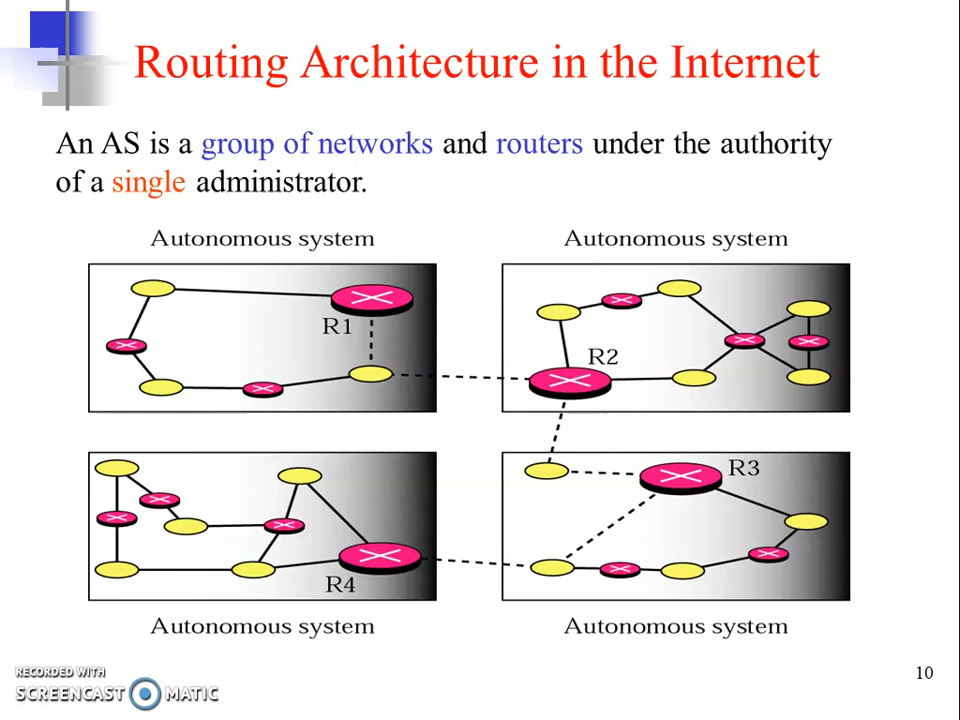 Routing Architecture in the Internet
An AS is a group of networks and routers under the authority
of a single administrator.
Autonomous system
Autonomous system
R1
R2
R3
R4
Autonomous system
Autonomous system
10
RECORDED WITH
SCREENCAST MATIC